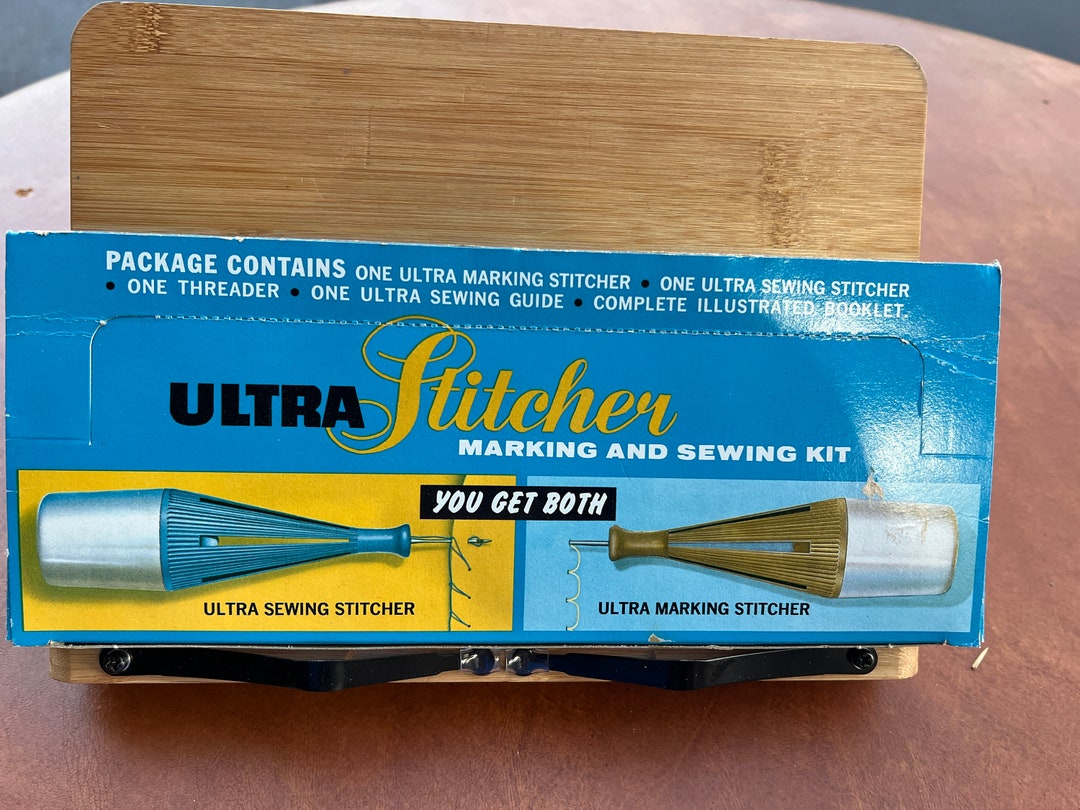 PACKAGE CONTAINS ONE ULTRA MARKING STITCHER • ONE ULTRA SEWING STITCHER
• ONE THREADER • ONE ULTRA SEWING GUIDE • COMPLETE ILLUSTRATED BOOKLET.
ULTRA Stitcher
MARKING AND SEWING KIT
YOU GET BOTH
ULTRA SEWING STITCHER
ULTRA MARKING STITCHER